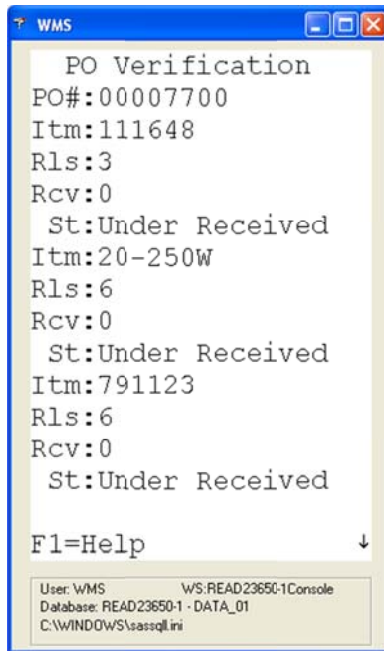 WMS
PO Verification
PO#:00007700
Itm:111648
Rls:3
Rcv:0
St:Under Received
Itm:20-250W
Rls:6
Rcv:0
St:Under Received
Itm:791123
Rls:6
Rcv:0
St:Under Received
F1=Help ↓
User: WMS WS:READ23650-1Console
Database: READ23650-1 - DATA_01
C:\WINDOWS\sassqll.ini